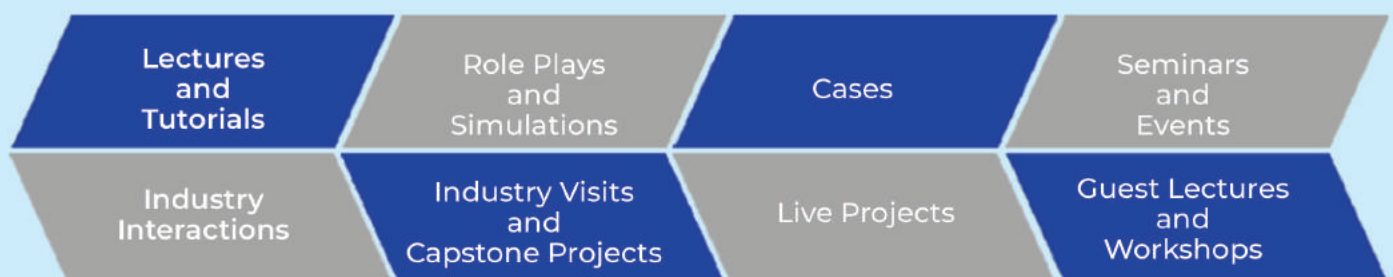 Lectures
and
Tutorials
Role Plays
and
Simulations
Cases
Seminars
and
Events
Industry
Interactions
Industry Visits
and
Capstone Projects
Live Projects
Guest Lectures
and
Workshops